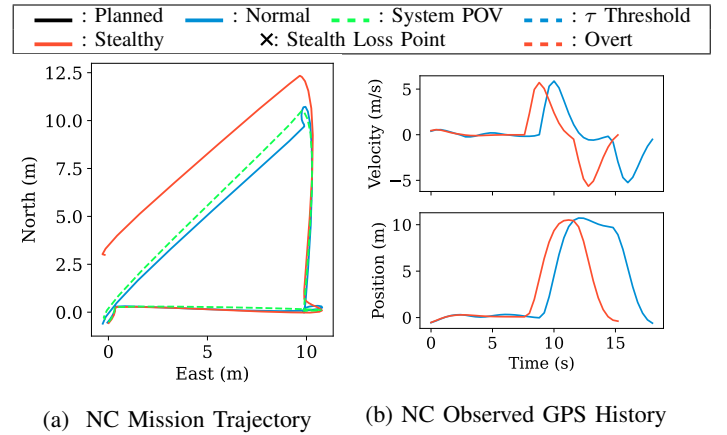 : Planned : Normal : System POV : τ Threshold
: Stealthy ×: Stealth Loss Point : Overt
12.5
10.0
7.5
5.0
2.5
0.0
North (m)
0 5 10
East (m)
5
0
−5
Velocity (m/s)
10
0
Position (m)
0 5 10 15
Time (s)
(a) NC Mission Trajectory
(b) NC Observed GPS History